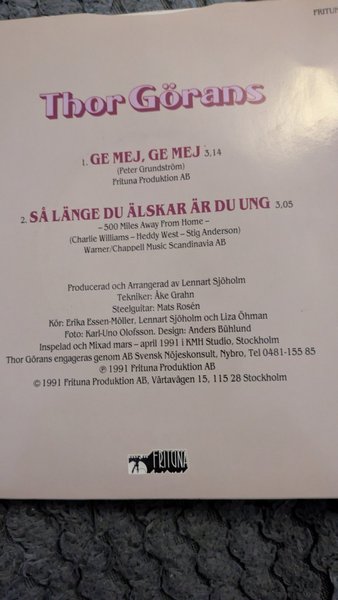 FRITUN
Thor Görans
1. GE MEJ, GE MEJ 3,14
(Peter Grundström)
Frituna Produktion AB
2. SÅ LÄNGE DU ÄLSKAR ÄR DU UNG 3,05
– 500 Miles Away From Home –
(Charlie Williams – Heddy West – Stig Anderson)
Warner/Chappell Music Scandinavia AB
Producerad och Arrangerad av Lennart Sjöholm
Tekniker: Åke Grahn
Steelguitar: Mats Rosén
Kör: Erika Essen-Möller, Lennart Sjöholm och Liza Öhman
Foto: Karl-Uno Olofsson. Design: Anders Bühlund
Inspelad och Mixad mars – april 1991 i KMH Studio, Stockholm
Thor Görans engageras genom AB Svensk Nöjeskonsult, Nybro, Tel 0481-155 85
℗ 1991 Frituna Produktion AB
© 1991 Frituna Produktion AB, Värtavägen 15, 115 28 Stockholm
FRITUNA